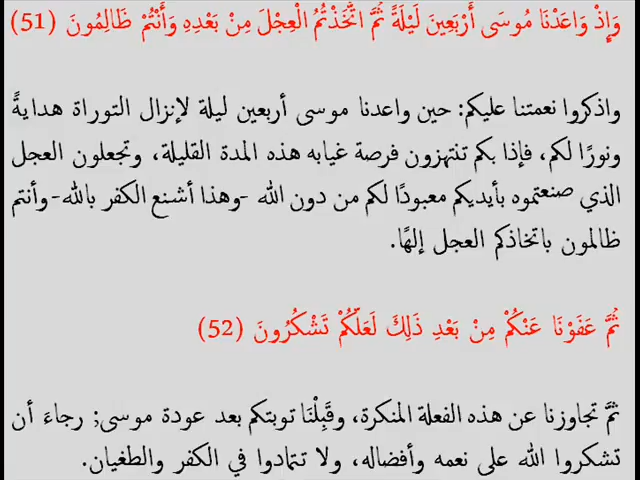 وَإِذْ وَاعَدْنَا مُوسَى أَرْبَعِينَ لَيْلَةً ثُمَّ اتَّخَذْتُمُ الْعِجْلَ مِنْ بَعْدِهِ وَأَنْتُمْ ظَالِمُونَ (51)
واذكروا نعمتنا عليكم: حين واعدنا موسى أربعين ليلة لإنزال التوراة هدايةً
ونورًا لكم، فإذا بكم تنتهزون فرصة غيابه هذه المدة القليلة، وتجعلون العجل
الذي صنعتموه بأيديكم معبودًا لكم من دون الله -وهذا أشنع الكفر بالله- وأنتم
ظالمون باتخاذكم العجل إلهًا.
ثُمَّ عَفَوْنَا عَنْكُمْ مِنْ بَعْدِ ذَلِكَ لَعَلَّكُمْ تَشْكُرُونَ (52)
ثمَّ تجاوزنا عن هذه الفعلة المنكرة، وقَبِلْنَا توبتكم بعد عودة موسى; رجاءَ أن
تشكروا الله على نعمه وأفضاله، ولا تتمادوا في الكفر والطغيان.